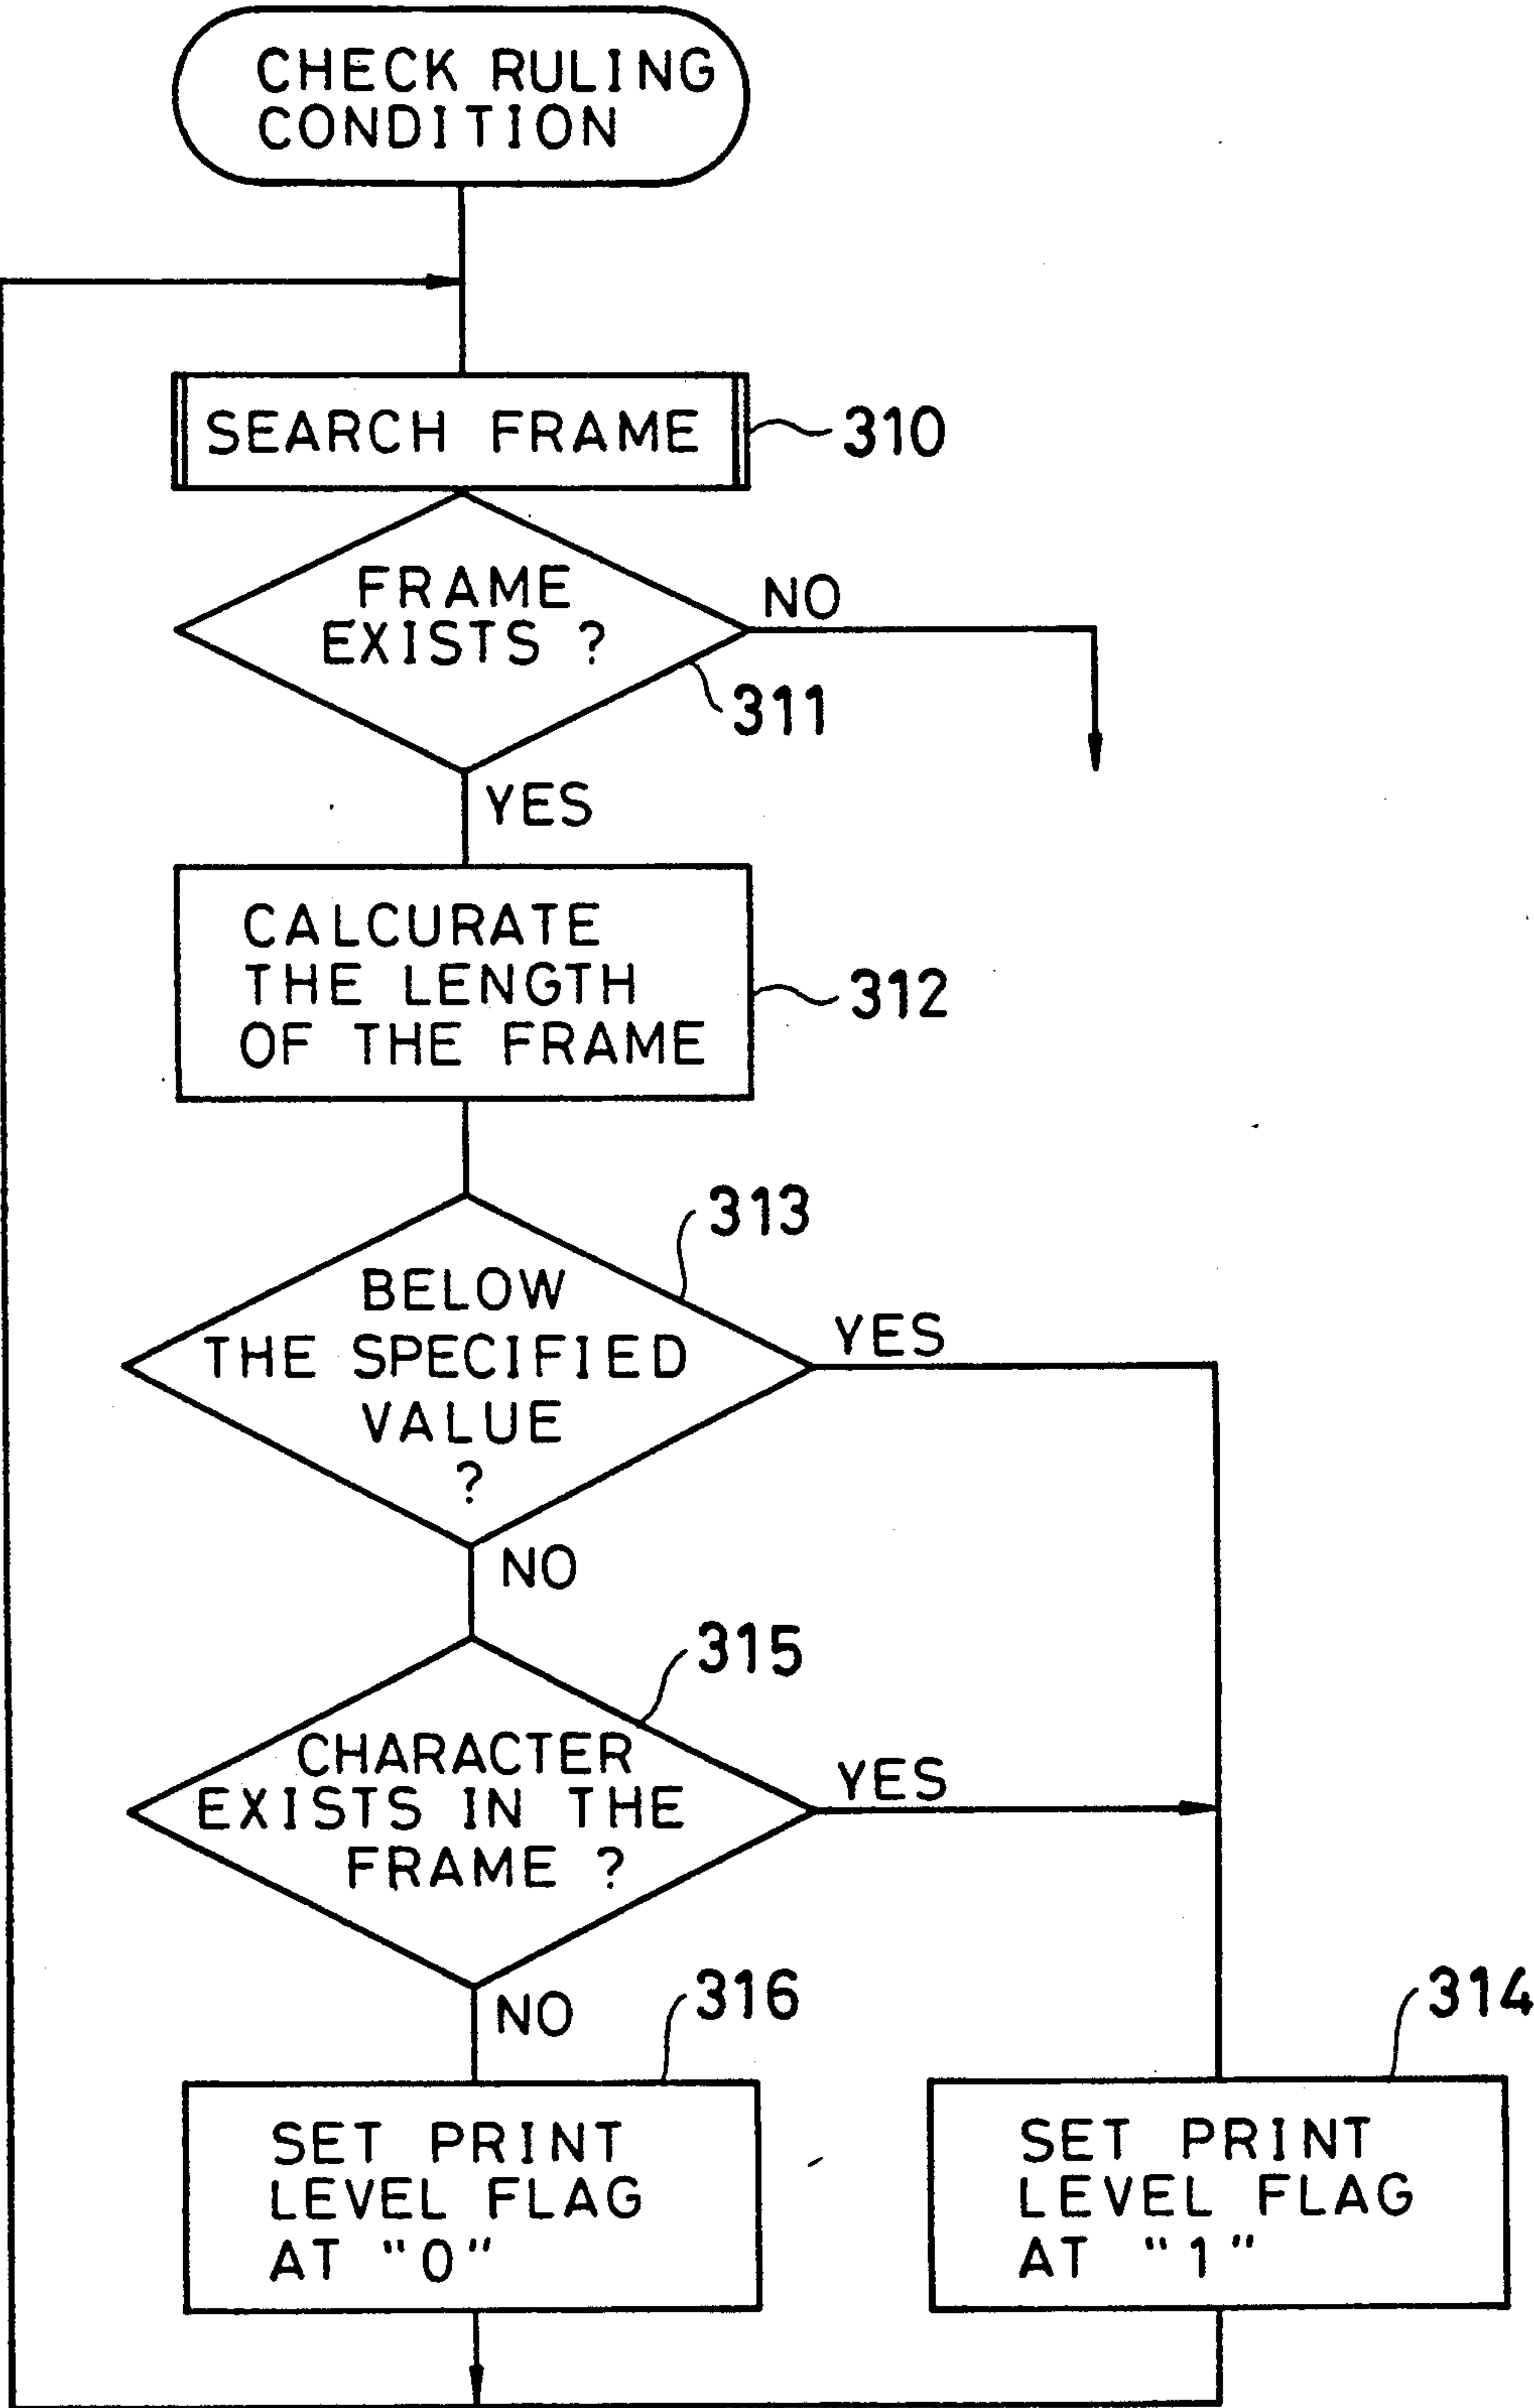 CHECK RULING
CONDITION
SEARCH FRAME
310
FRAME
EXISTS ?
NO
311
YES
CALCURATE
THE LENGTH
OF THE FRAME
312
313
BELOW
THE SPECIFIED
VALUE
?
YES
NO
315
CHARACTER
EXISTS IN THE
FRAME ?
YES
NO
316
314
SET PRINT
LEVEL FLAG
AT "0"
SET PRINT
LEVEL FLAG
AT "1"